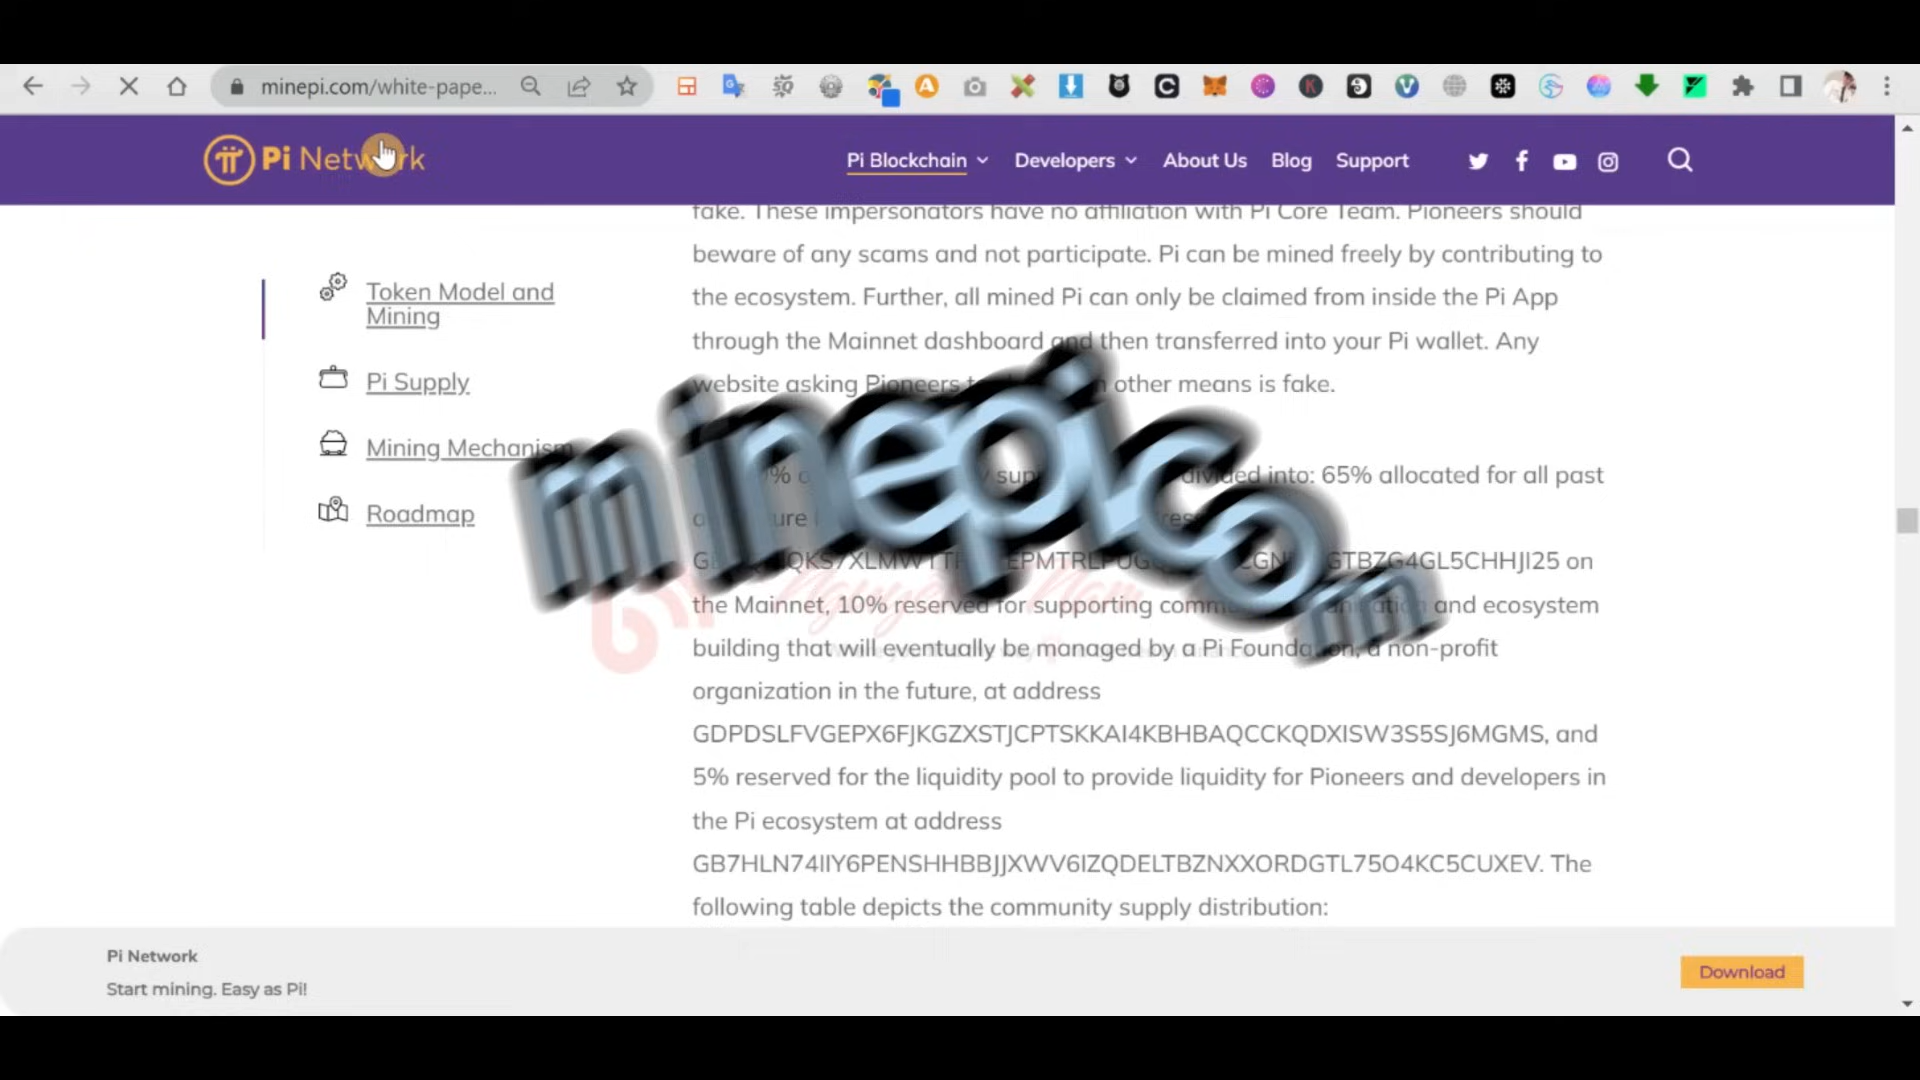 minepi.com/white-pape...
Pi Network
Pi Blockchain
Developers
About Us
Blog
Support
fake. These impersonators have no affiliation with Pi Core Team. Pioneers should
beware of any scams and not participate. Pi can be mined freely by contributing to
the ecosystem. Further, all mined Pi can only be claimed from inside the Pi App
through the Mainnet dashboard and then transferred into your Pi wallet. Any
website asking Pioneers other means is fake.
Token Model and
Mining
Pi Supply
Mining Mechanism
Roadmap
minepi.com
divided into: 65% allocated for all past
GTBZG4GL5CHHJI25 on
the Mainnet, 10% reserved for supporting and ecosystem
building that will eventually be managed by a Pi Foundation, a non-profit
organization in the future, at address
GDPDSLFVGEPX6FJKGZXSTJCPTSKKAI4KBHBAQCCKQDXISW3S5SJ6MGMS, and
5% reserved for the liquidity pool to provide liquidity for Pioneers and developers in
the Pi ecosystem at address
GB7HLN74IIY6PENSHHBBJJXWV6IZQDELTBZNXXORDGTL75O4KC5CUXEV. The
following table depicts the community supply distribution:
Pi Network
Start mining. Easy as Pi!
Download